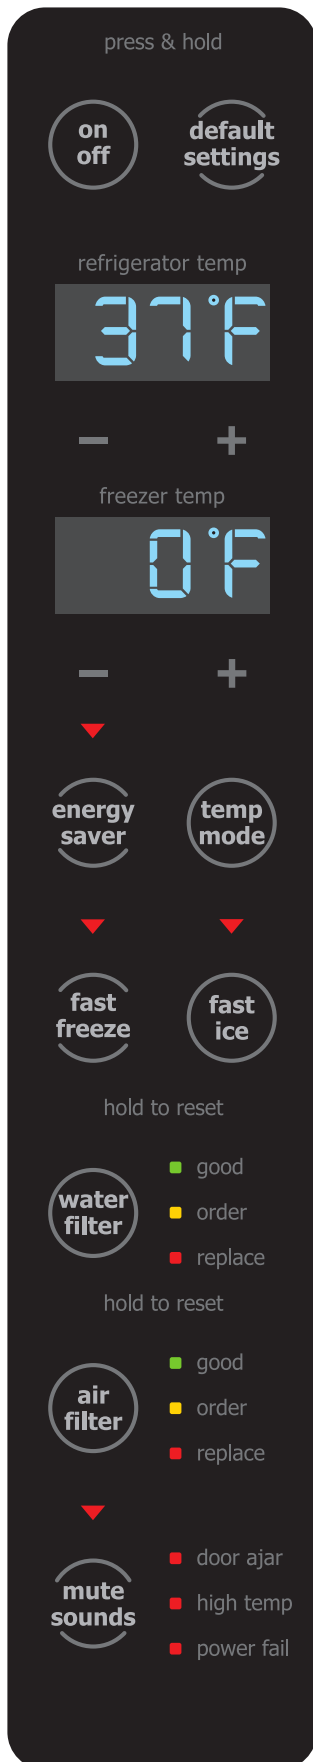 press & hold
on
off
default
settings
refrigerator temp
37°F
− +
freezer temp
0°F
− +
energy
saver
temp
mode
fast
freeze
fast
ice
hold to reset
water
filter
good
order
replace
hold to reset
air
filter
good
order
replace
mute
sounds
door ajar
high temp
power fail